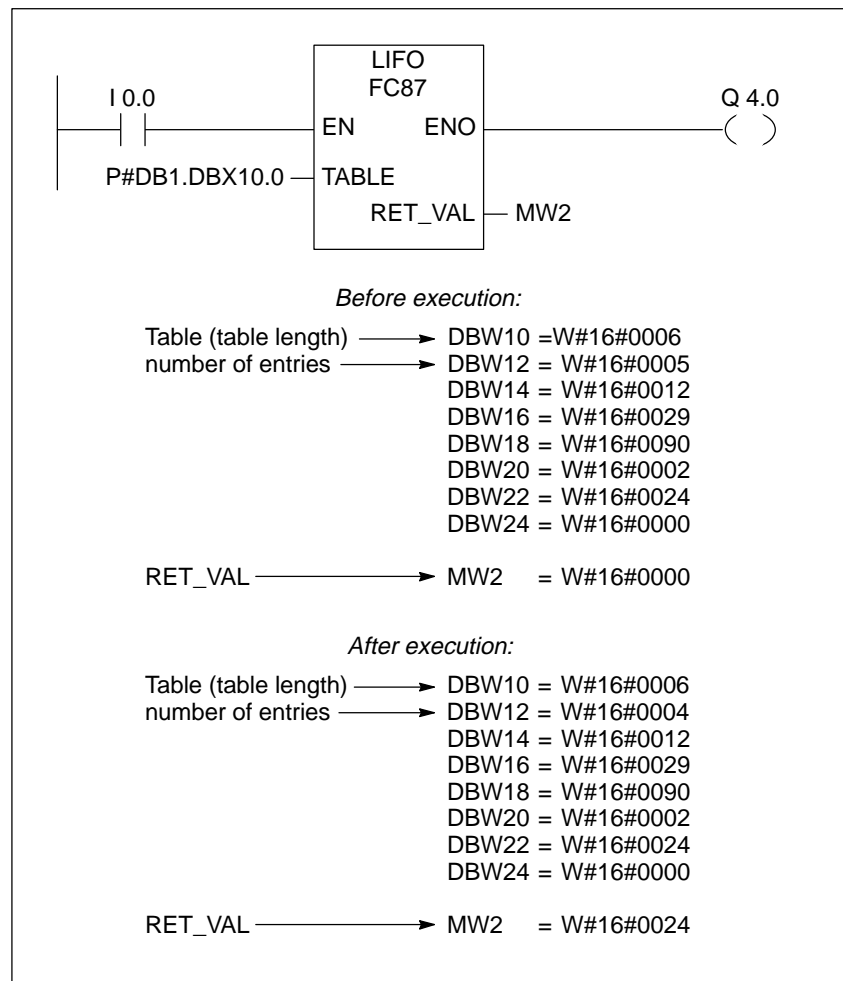 LIFO
FC87
I 0.0
Q 4.0
EN ENO
P#DB1.DBX10.0 TABLE
RET_VAL MW2
Before execution:
Table (table length) DBW10 =W#16#0006
number of entries DBW12 = W#16#0005
DBW14 = W#16#0012
DBW16 = W#16#0029
DBW18 = W#16#0090
DBW20 = W#16#0002
DBW22 = W#16#0024
DBW24 = W#16#0000
RET_VAL MW2 = W#16#0000
After execution:
Table (table length) DBW10 = W#16#0006
number of entries DBW12 = W#16#0004
DBW14 = W#16#0012
DBW16 = W#16#0029
DBW18 = W#16#0090
DBW20 = W#16#0002
DBW22 = W#16#0024
DBW24 = W#16#0000
RET_VAL MW2 = W#16#0024